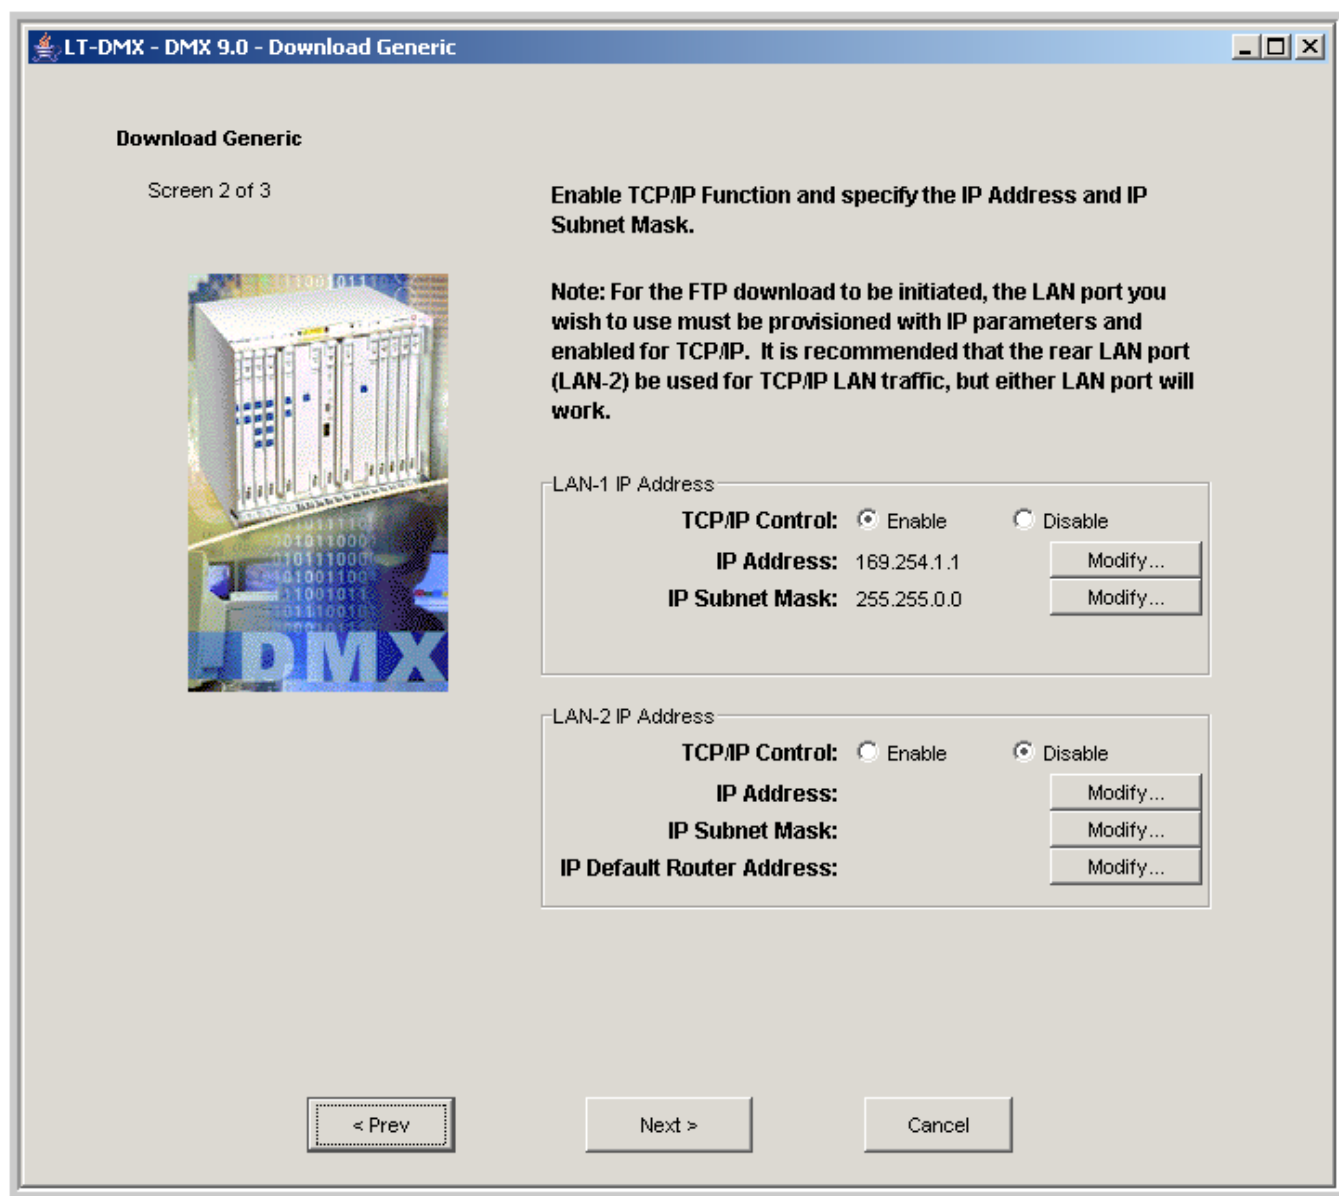 LT-DMX - DMX 9.0 - Download Generic
Download Generic
Screen 2 of 3
Enable TCP/IP Function and specify the IP Address and IP
Subnet Mask.
Note: For the FTP download to be initiated, the LAN port you
wish to use must be provisioned with IP parameters and
enabled for TCP/IP. It is recommended that the rear LAN port
(LAN-2) be used for TCP/IP LAN traffic, but either LAN port will
work.
DMX
LAN-1 IP Address
TCP/IP Control: Enable Disable
IP Address: 169.254.1.1 Modify...
IP Subnet Mask: 255.255.0.0 Modify...
LAN-2 IP Address
TCP/IP Control: Enable Disable
IP Address: Modify...
IP Subnet Mask: Modify...
IP Default Router Address: Modify...
< Prev Next > Cancel